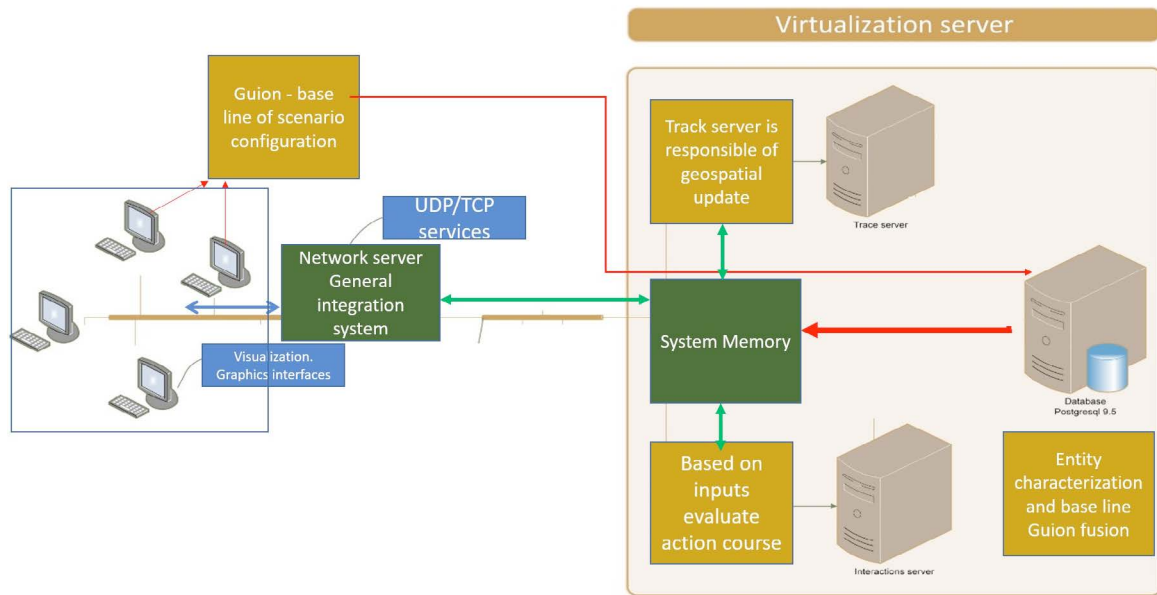 Virtualization server
Guion - base
line of scenario
configuration
Track server is
responsible of
geospatial
update
Trace server
UDP/TCP
services
Network server
General
integration
system
System Memory
Visualization.
Graphics interfaces
Database
Postgresql 9.5
Based on
inputs
evaluate
action course
Interactions server
Entity
characterization
and base line
Guion fusion